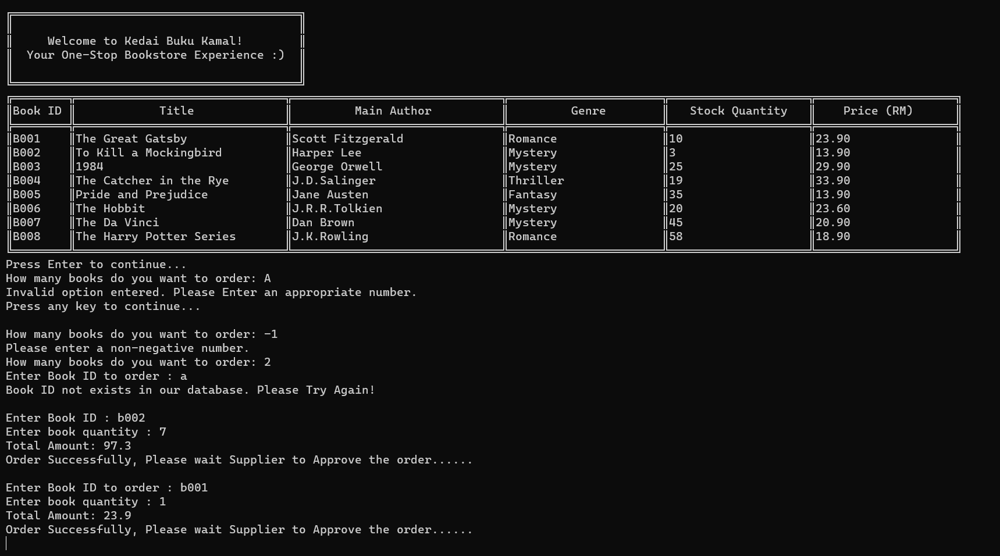 Welcome to Kedai Buku Kamal!
Your One-Stop Bookstore Experience :)
Book ID Title Main Author Genre Stock Quantity Price (RM)
B001 The Great Gatsby Scott Fitzgerald Romance 10 23.90
B002 To Kill a Mockingbird Harper Lee Mystery 3 13.90
B003 1984 George Orwell Mystery 25 29.90
B004 The Catcher in the Rye J.D.Salinger Thriller 19 33.90
B005 Pride and Prejudice Jane Austen Fantasy 35 13.90
B006 The Hobbit J.R.R.Tolkien Mystery 20 23.60
B007 The Da Vinci Dan Brown Mystery 45 20.90
B008 The Harry Potter Series J.K.Rowling Romance 58 18.90
Press Enter to continue...
How many books do you want to order: A
Invalid option entered. Please Enter an appropriate number.
Press any key to continue...
How many books do you want to order: -1
Please enter a non-negative number.
How many books do you want to order: 2
Enter Book ID to order : a
Book ID not exists in our database. Please Try Again!
Enter Book ID : b002
Enter book quantity : 7
Total Amount: 97.3
Order Successfully, Please wait Supplier to Approve the order......
Enter Book ID to order : b001
Enter book quantity : 1
Total Amount: 23.9
Order Successfully, Please wait Supplier to Approve the order......